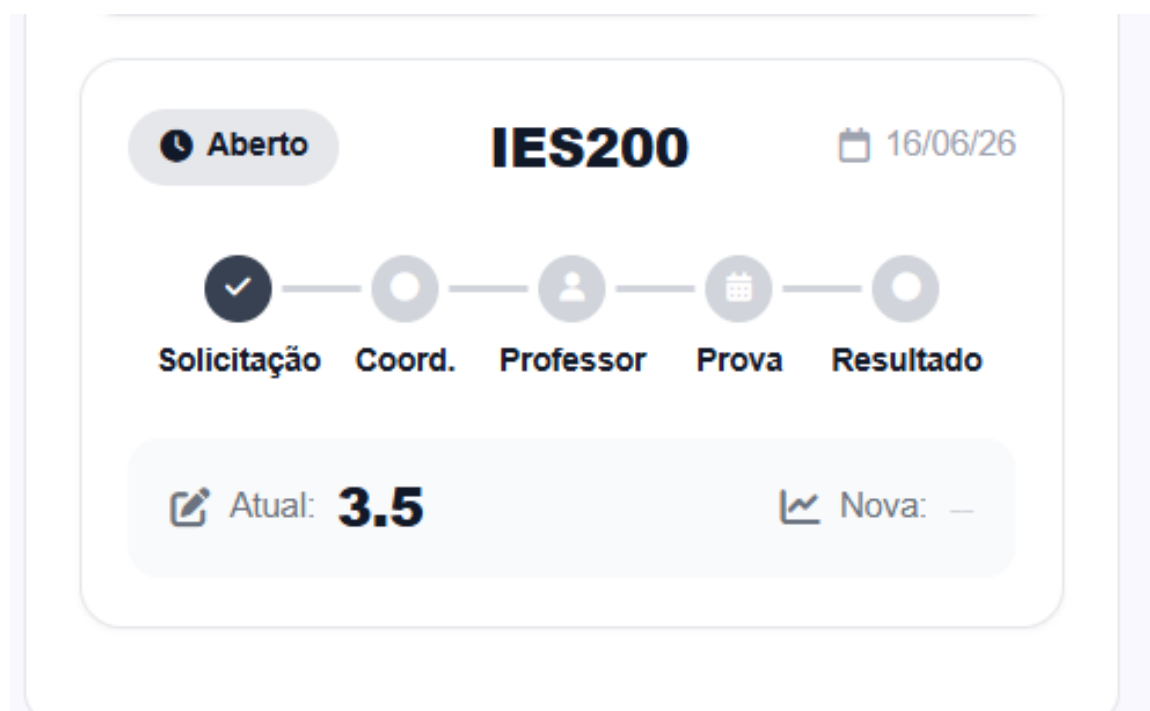 Aberto IES200 16/06/26
Solicitação Coord. Professor Prova Resultado
Atual: 3.5 Nova: —